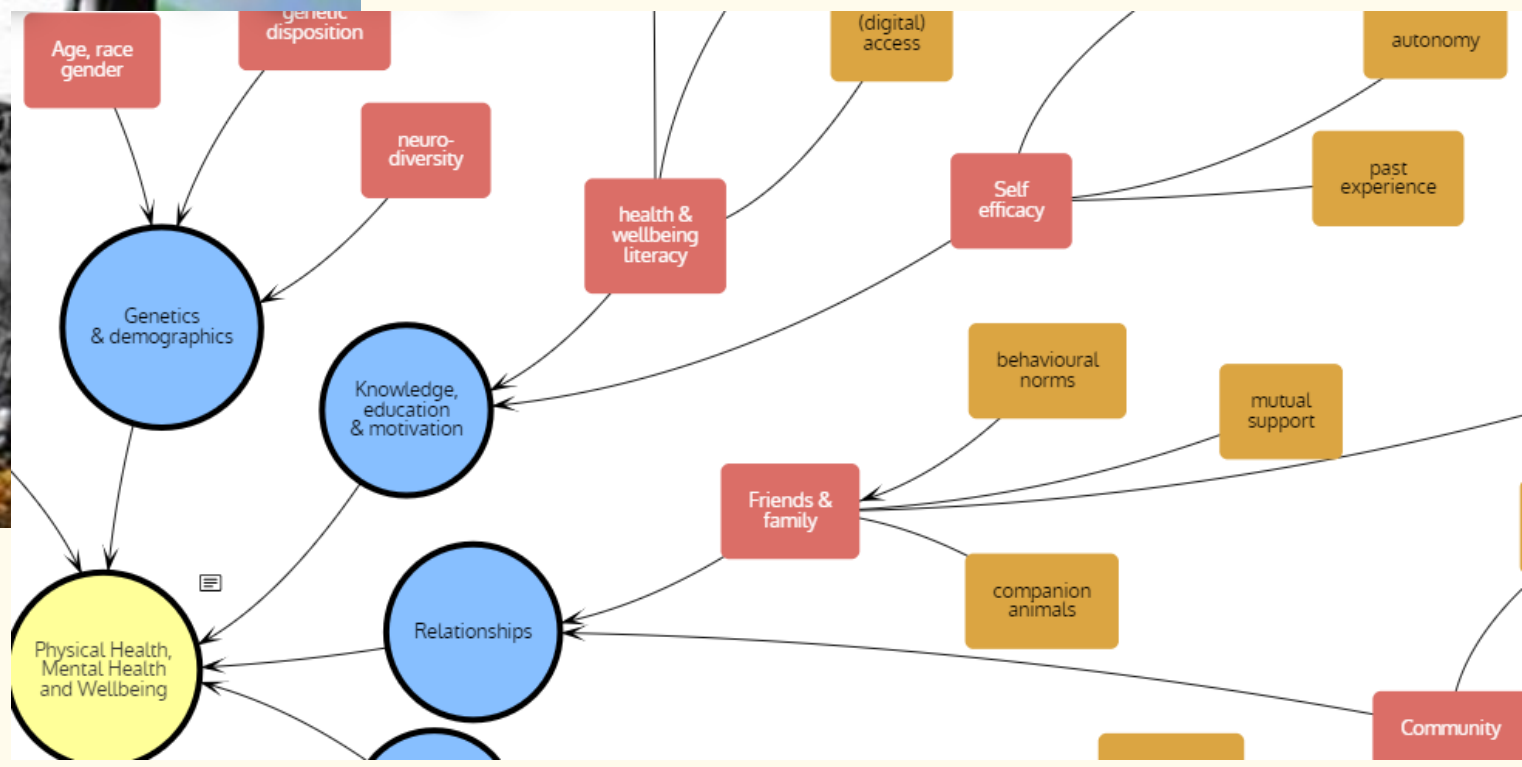 genetic
disposition
Age, race
gender
(digital)
access
autonomy
neuro-
diversity
past
experience
Self
efficacy
health &
wellbeing
literacy
Genetics
& demographics
behavioural
norms
Knowledge,
education
& motivation
mutual
support
Friends &
family
companion
animals
Relationships
Physical Health,
Mental Health
and Wellbeing
Community